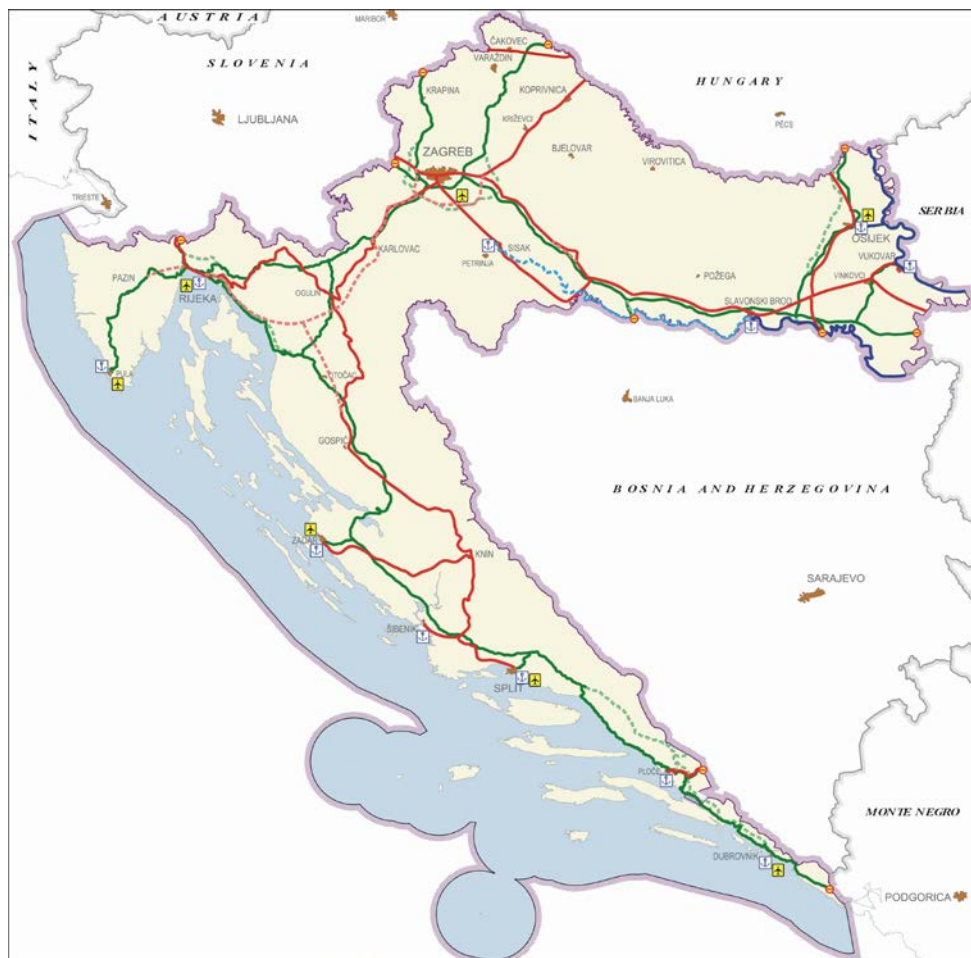 AUSTRIA
MARIBOR
ČAKOVEC
VARAŽDIN
SLOVENIA
ITALY
HUNGARY
KRAPINA
KOPRIVNICA
LJUBLJANA
KRIŽEVCI
PÉCS
ZAGREB
BJELOVAR
VIROVITICA
TRIESTE
SERBIA
OSIJEK
KARLOVAC
SISAK
PETRINJA
VUKOVAR
PAZIN
POŽEGA
VINKOVCI
OGULIN
RIJEKA
SLAVONSKI BROD
PULA
OTOČAC
BANJA LUKA
GOSPIĆ
BOSNIA AND HERZEGOVINA
ZADAR
KNIN
SARAJEVO
ŠIBENIK
SPLIT
PLOČE
MONTE NEGRO
DUBROVNIK
PODGORICA